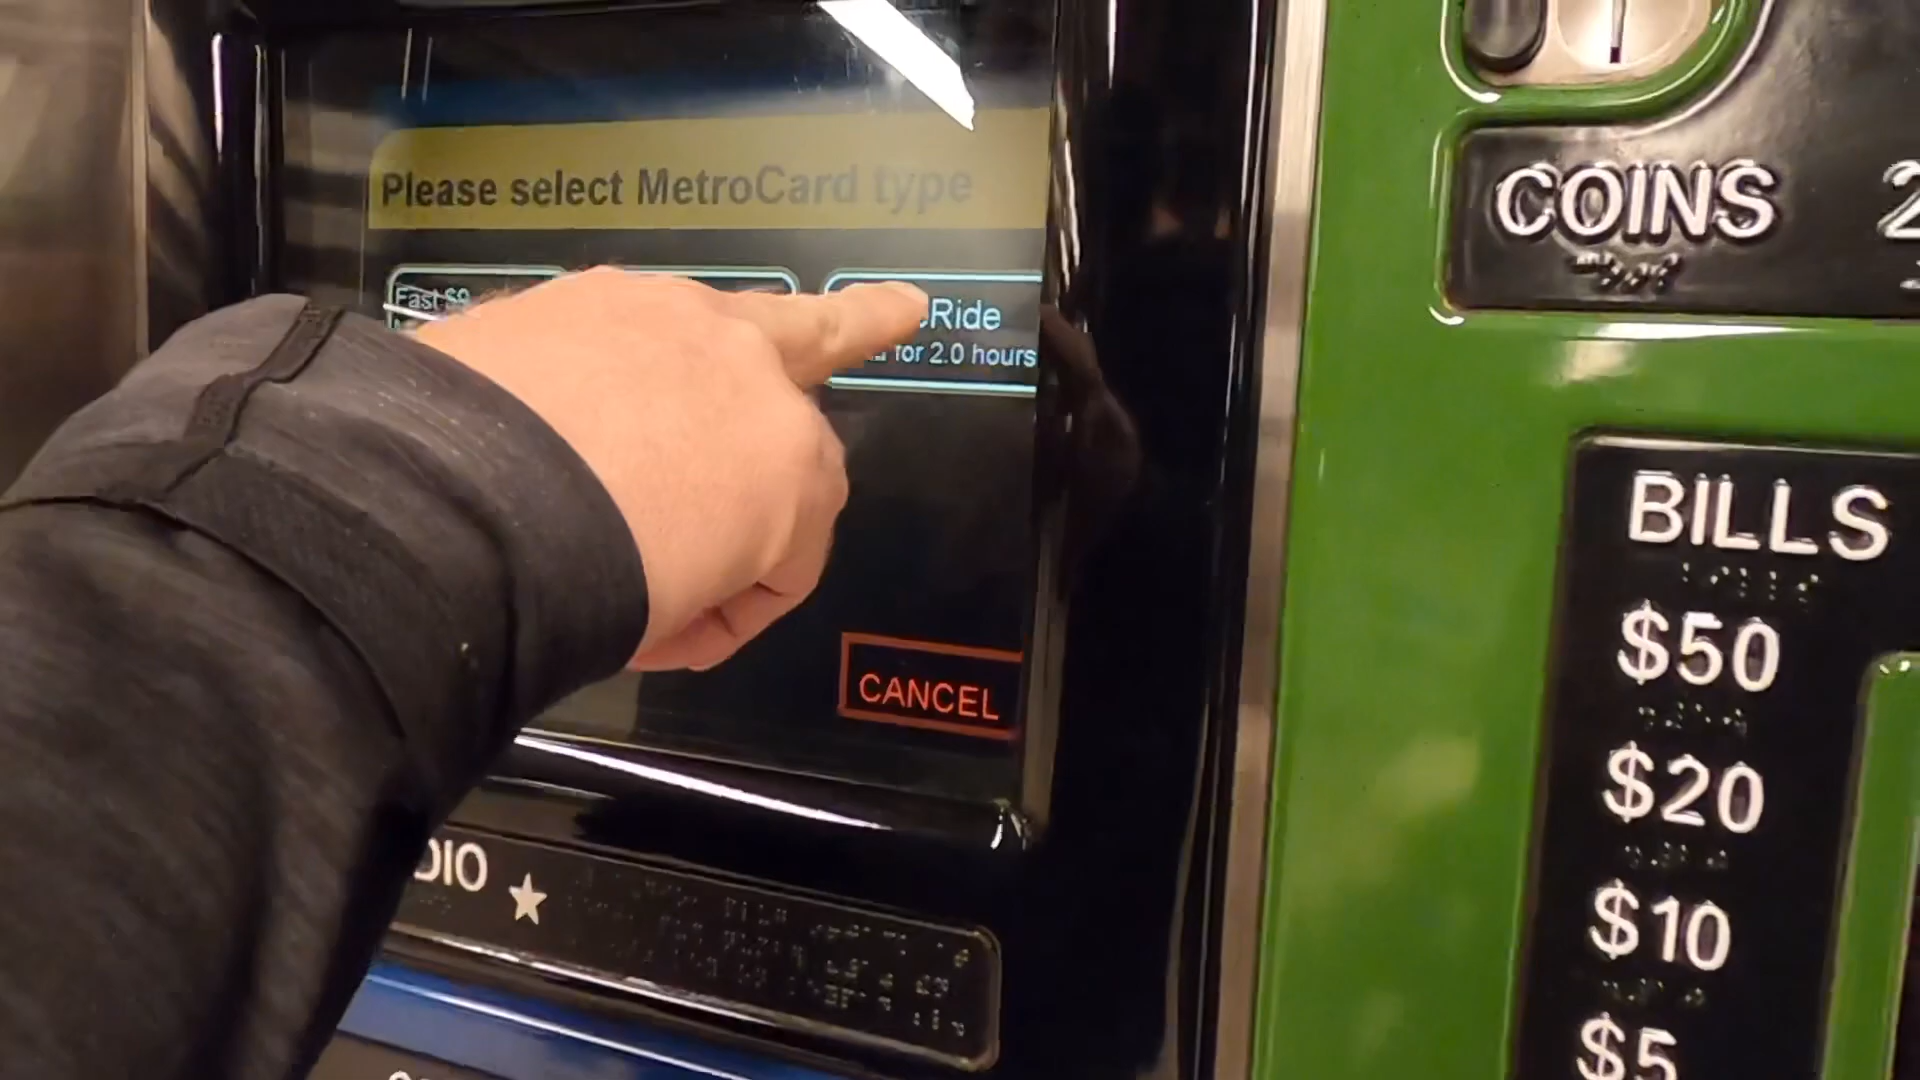 Please select MetroCard type
Fast $9
Ride
for 2.0 hours
CANCEL
DIO
COINS 2
BILLS
$50
$20
$10
$5